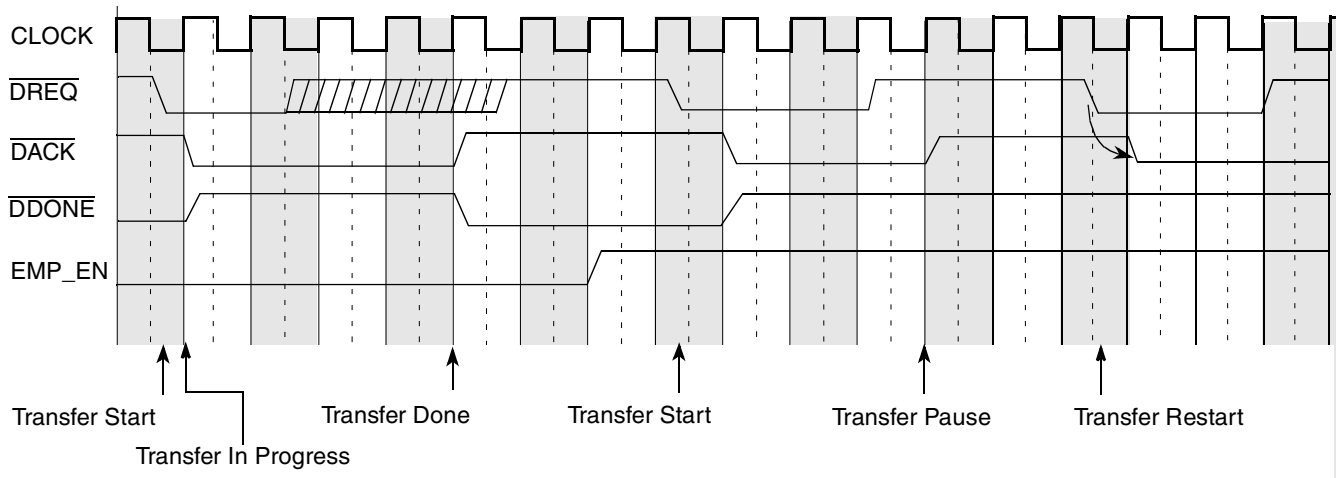 CLOCK
DREQ
DACK
DDONE
EMP_EN
Transfer Start
Transfer In Progress
Transfer Done
Transfer Start
Transfer Pause
Transfer Restart